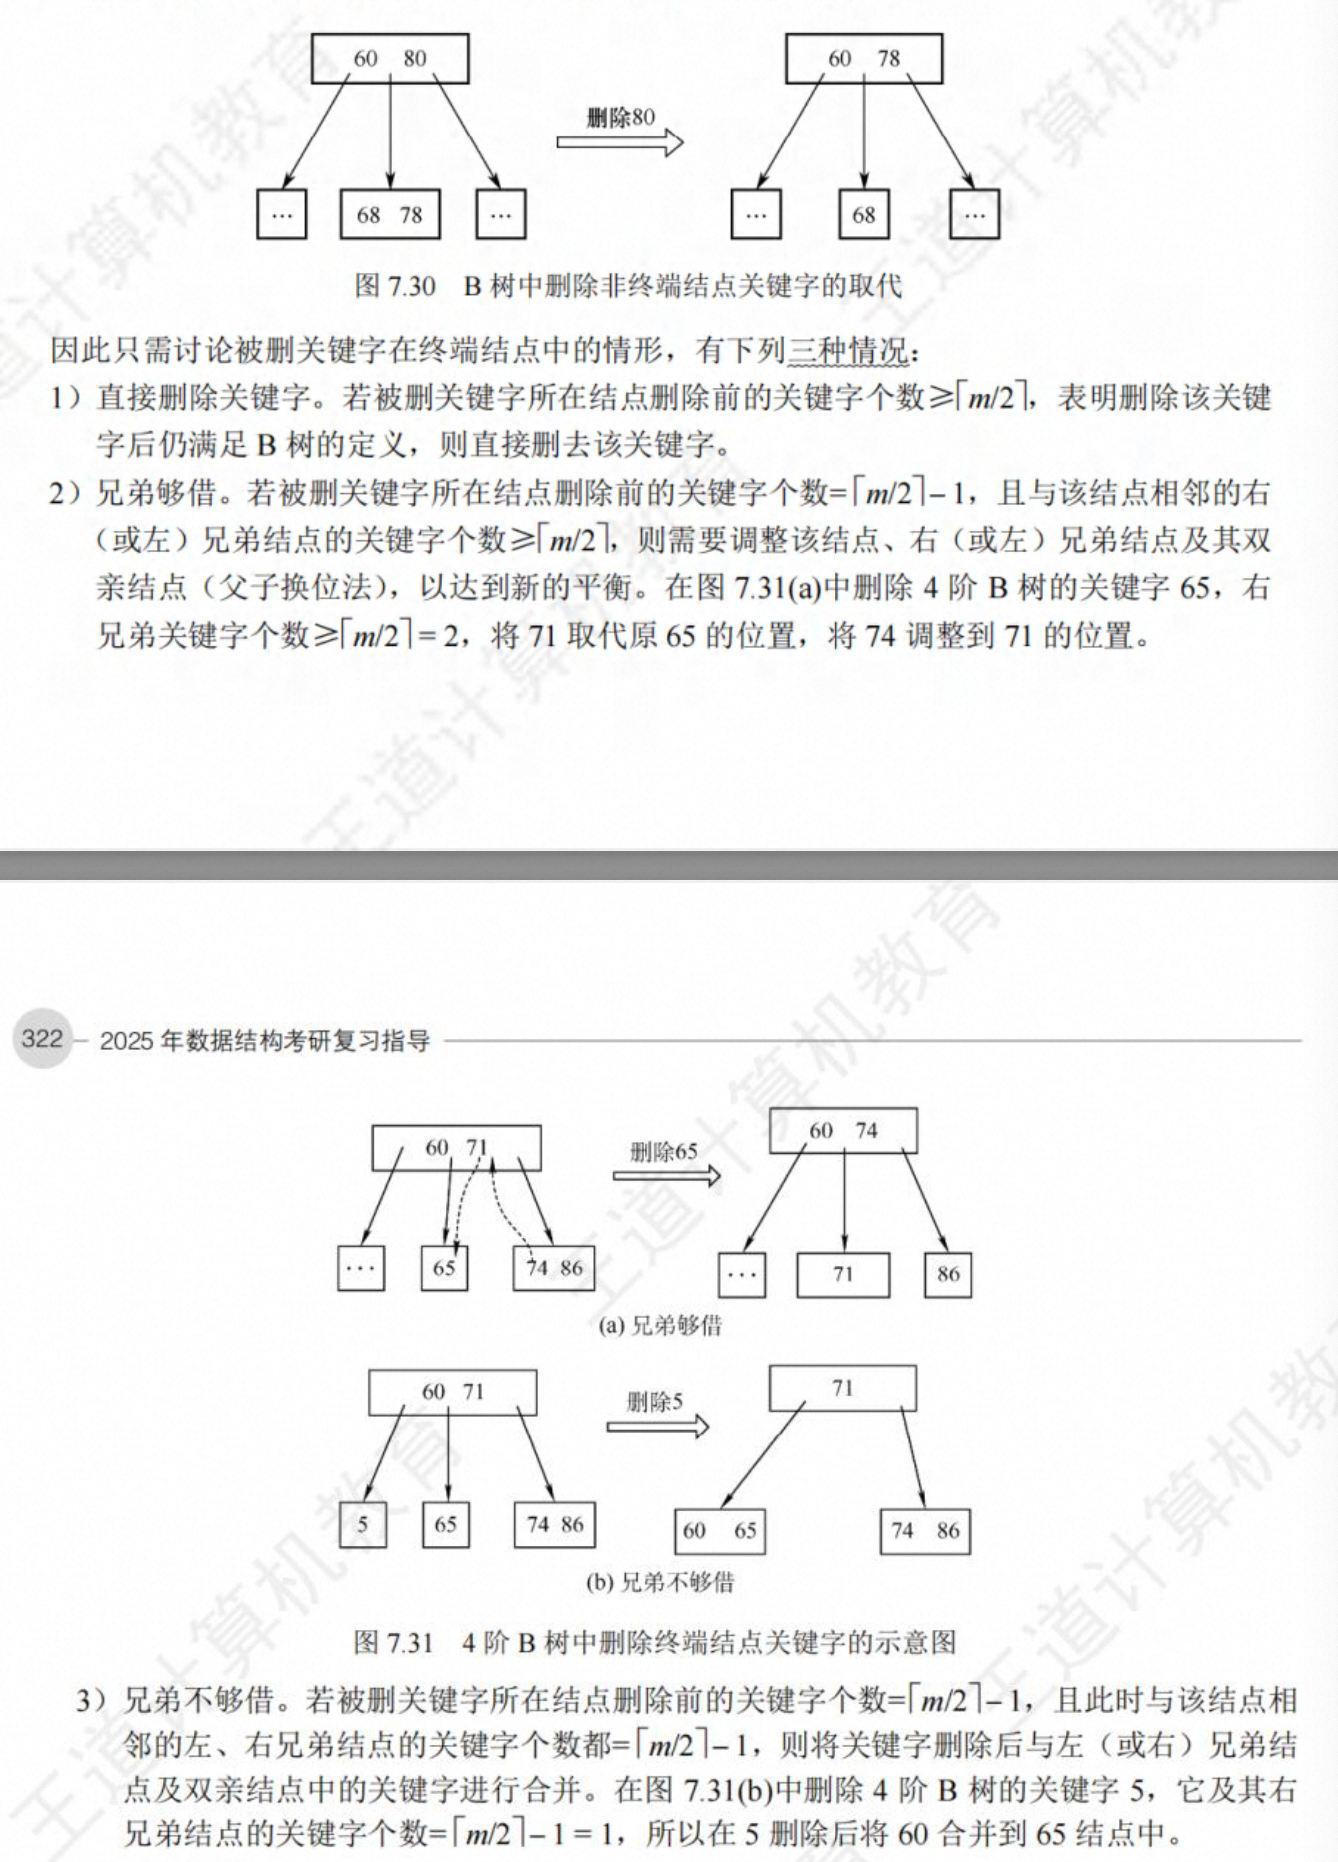 60 80
60 78
删除80
... 68 78 ...
... 68 ...
图 7.30 B 树中删除非终端结点关键字的取代
因此只需讨论被删关键字在终端结点中的情形，有下列三种情况：
1）直接删除关键字。若被删关键字所在结点删除前的关键字个数≥⌈m/2⌉，表明删除该关键
字后仍满足 B 树的定义，则直接删去该关键字。
2）兄弟够借。若被删关键字所在结点删除前的关键字个数=⌈m/2⌉−1，且与该结点相邻的右
（或左）兄弟结点的关键字个数≥⌈m/2⌉，则需要调整该结点、右（或左）兄弟结点及其双
亲结点（父子换位法），以达到新的平衡。在图 7.31(a)中删除 4 阶 B 树的关键字 65，右
兄弟关键字个数≥⌈m/2⌉=2，将 71 取代原 65 的位置，将 74 调整到 71 的位置。
王道计算机教育
322 2025 年数据结构考研复习指导
60 71
删除65
60 74
... 65 74 86
... 71 86
(a) 兄弟够借
60 71
删除5
71
5 65 74 86
60 65 74 86
(b) 兄弟不够借
图 7.31 4 阶 B 树中删除终端结点关键字的示意图
3）兄弟不够借。若被删关键字所在结点删除前的关键字个数=⌈m/2⌉−1，且此时与该结点相
邻的左、右兄弟结点的关键字个数都=⌈m/2⌉−1，则将关键字删除后与左（或右）兄弟结
点及双亲结点中的关键字进行合并。在图 7.31(b)中删除 4 阶 B 树的关键字 5，它及其右
兄弟结点的关键字个数=⌈m/2⌉−1=1，所以在 5 删除后将 60 合并到 65 结点中。